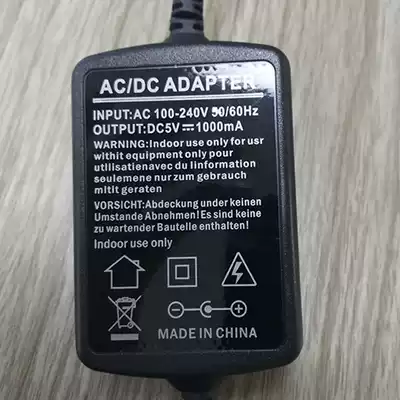 AC/DC ADAPTER
INPUT:AC 100-240V 50/60Hz
OUTPUT:DC5V⎓1000mA
WARNING:Indoor use only for usr
withit equipment only pour
utilisationavec du Iinformation
seulemene nur zum gebrauch
mitit geraten
VORSICHT:Abdeckung under keinen
Umstande Abnehmen!Es sind keine
zu wartender Bauteile enthalten!
Indoor use only
MADE IN CHINA